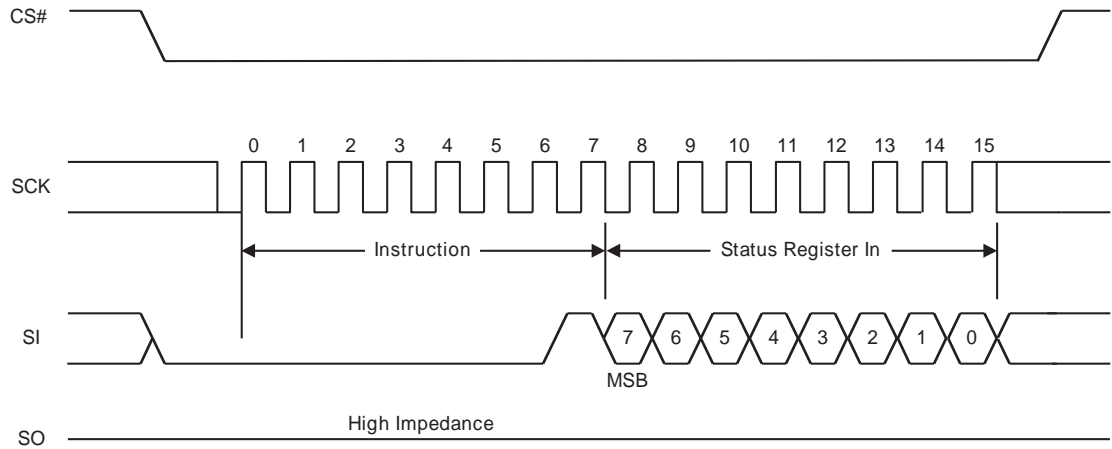 CS#
0 1 2 3 4 5 6 7 8 9 10 11 12 13 14 15
SCK
Instruction Status Register In
SI 7 6 5 4 3 2 1 0
MSB
High Impedance
SO